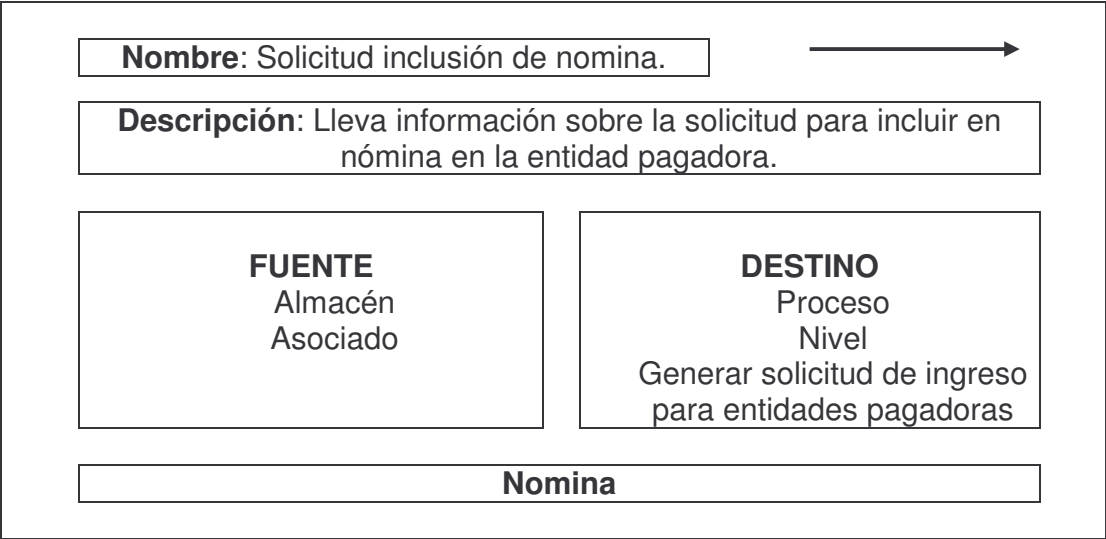 Nombre: Solicitud inclusión de nomina.
Descripción: Lleva información sobre la solicitud para incluir en
nómina en la entidad pagadora.
FUENTE
Almacén
Asociado
DESTINO
Proceso
Nivel
Generar solicitud de ingreso
para entidades pagadoras
Nomina